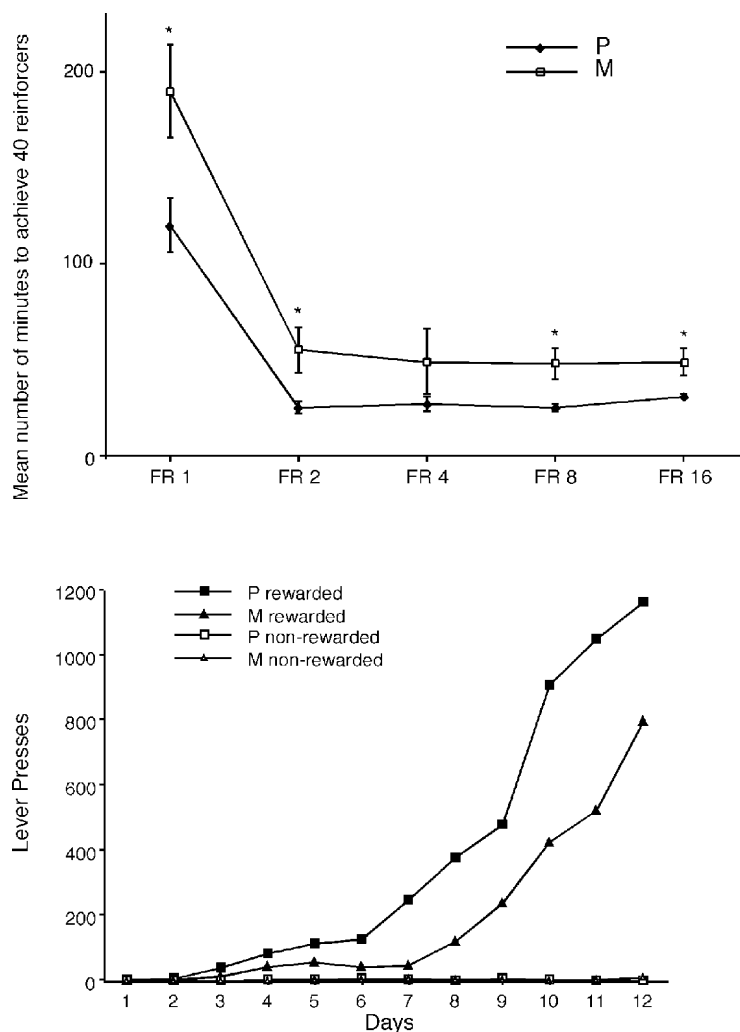 Mean number of minutes to achieve 40 reinforcers
*
P
M
200
*
100
*
*
0
FR 1
FR 2
FR 4
FR 8
FR 16
P rewarded
M rewarded
P non-rewarded
M non-rewarded
Lever Presses
1200
1000
800
600
400
200
0
1 2 3 4 5 6 7 8 9 10 11 12
Days